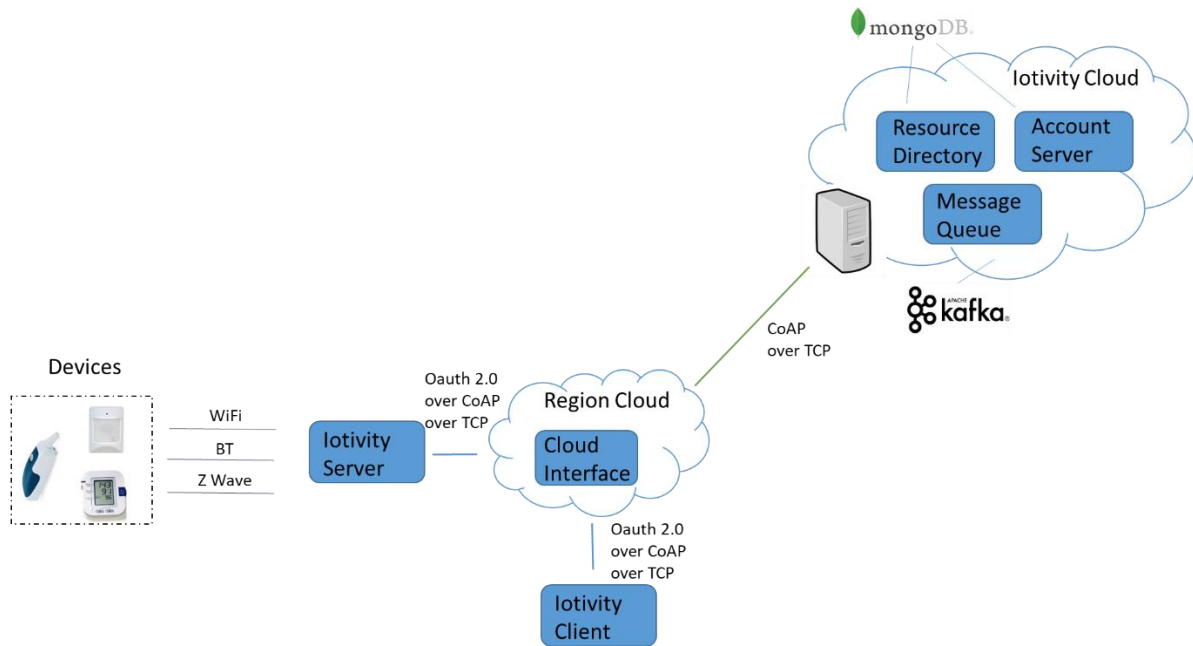 mongoDB®
Iotivity Cloud
Resource
Directory
Account
Server
Message
Queue
APACHE
kafka®
CoAP
over TCP
Devices
WiFi
BT
Z Wave
Iotivity
Server
Oauth 2.0
over CoAP
over TCP
Region Cloud
Cloud
Interface
Oauth 2.0
over CoAP
over TCP
Iotivity
Client